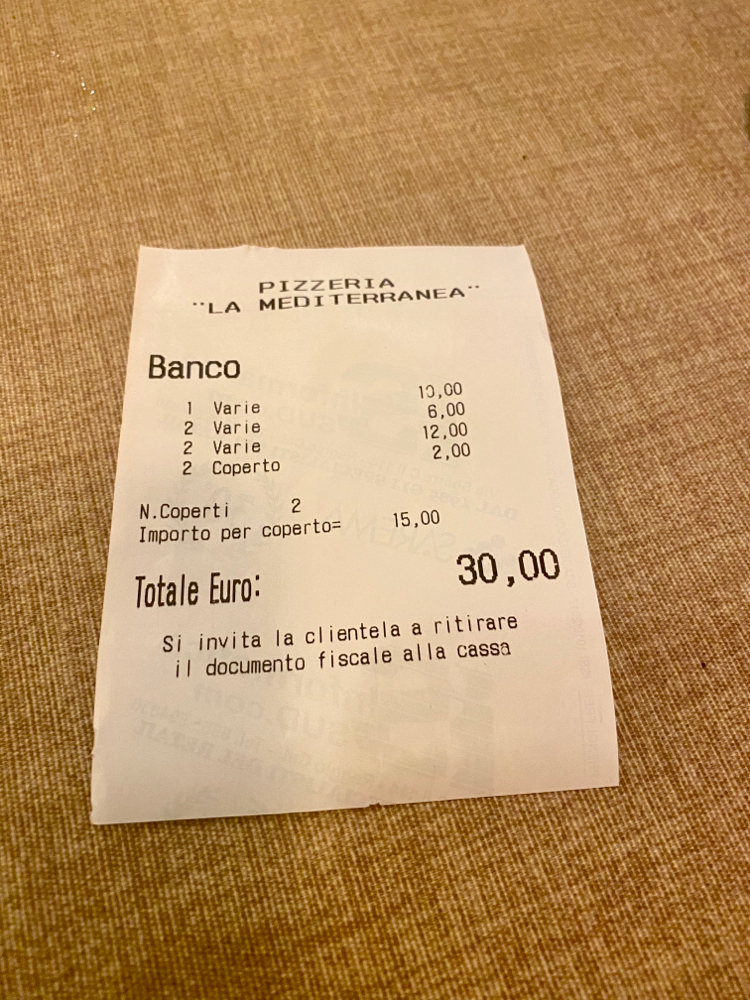 PIZZERIA
"LA MEDITERRANEA"
Banco
1 Varie 10,00
2 Varie 6,00
2 Varie 12,00
2 Coperto 2,00
N.Coperti 2
Importo per coperto= 15,00
Totale Euro: 30,00
Si invita la clientela a ritirare
il documento fiscale alla cassa